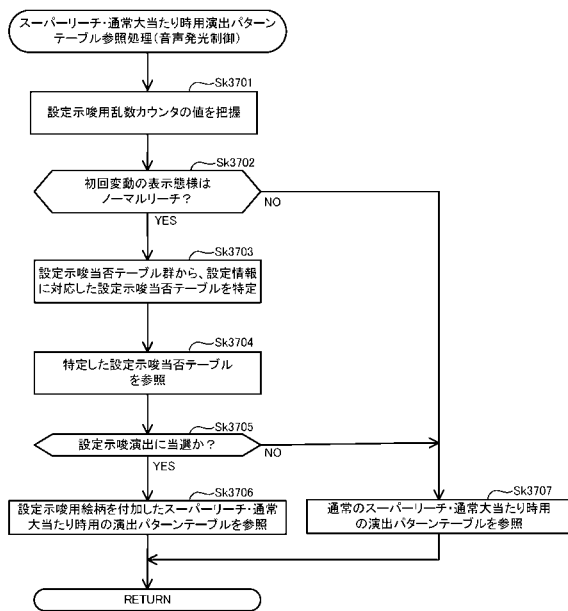 スーパーリーチ・通常大当たり時用演出パターン
テーブル参照処理(音声発光制御)
Sk3701
設定示唆用乱数カウンタの値を把握
Sk3702
初回変動の表示態様は
ノーマルリーチ?
NO
YES
Sk3703
設定示唆当否テーブル群から、設定情報
に対応した設定示唆当否テーブルを特定
Sk3704
特定した設定示唆当否テーブル
を参照
Sk3705
設定示唆演出に当選か?
NO
YES
Sk3706
設定示唆用絵柄を付加したスーパーリーチ・通常
大当たり時用の演出パターンテーブルを参照
Sk3707
通常のスーパーリーチ・通常大当たり時用
の演出パターンテーブルを参照
RETURN